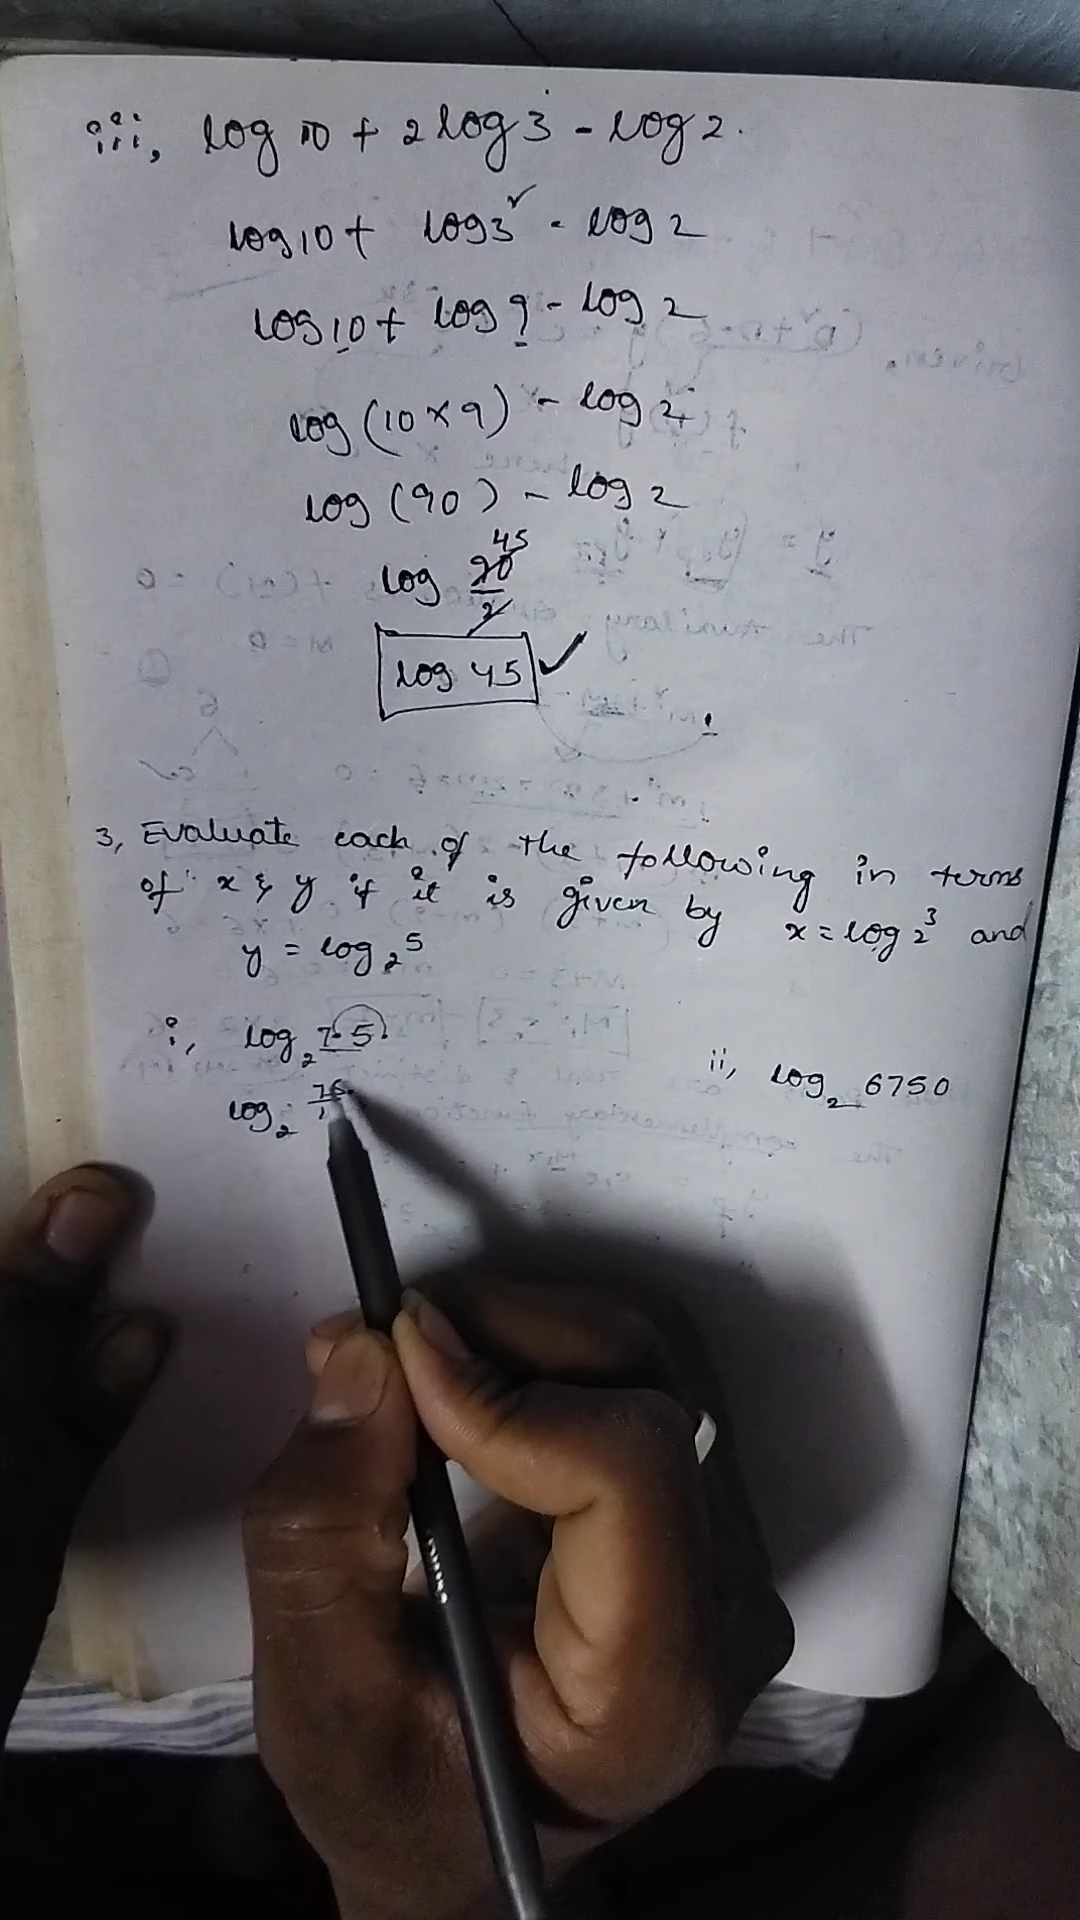 iii, log 10 + 2 log 3 - log 2.
log 10 + log 3² - log 2
log 10 + log 9 - log 2
log (10 × 9) - log 2
log (90) - log 2
45
log 90/2
log 45 ✓
3, Evaluate each of the following in terms
of x & y if it is given by x = log₂3 and
y = log₂5
i, log₂ 7.5
ii, log₂ 6750
log₂ 75